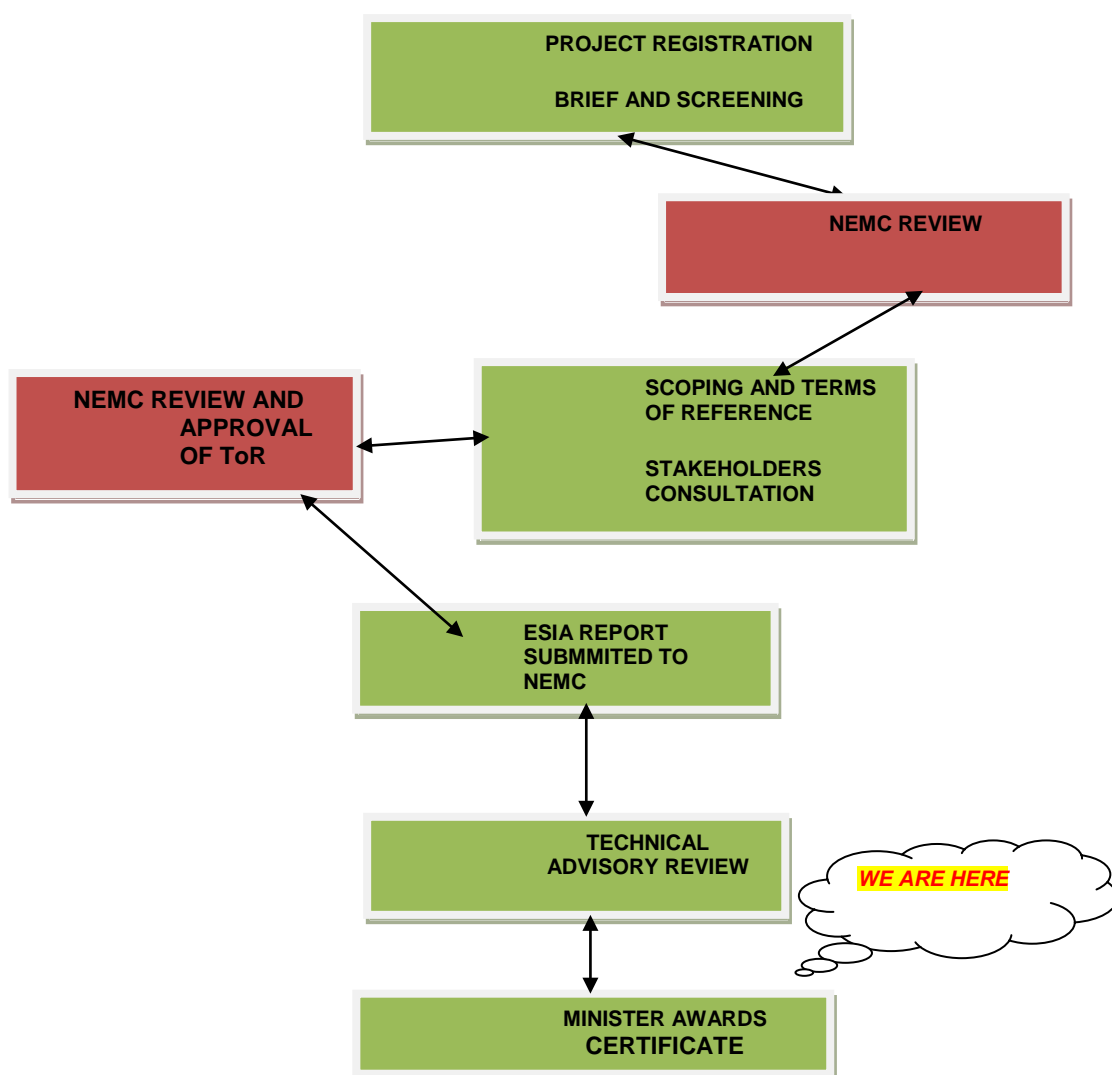 PROJECT REGISTRATION
BRIEF AND SCREENING
NEMC REVIEW
SCOPING AND TERMS
OF REFERENCE
STAKEHOLDERS
CONSULTATION
NEMC REVIEW AND
APPROVAL
OF ToR
ESIA REPORT
SUBMMITED TO
NEMC
TECHNICAL
ADVISORY REVIEW
WE ARE HERE
MINISTER AWARDS
CERTIFICATE